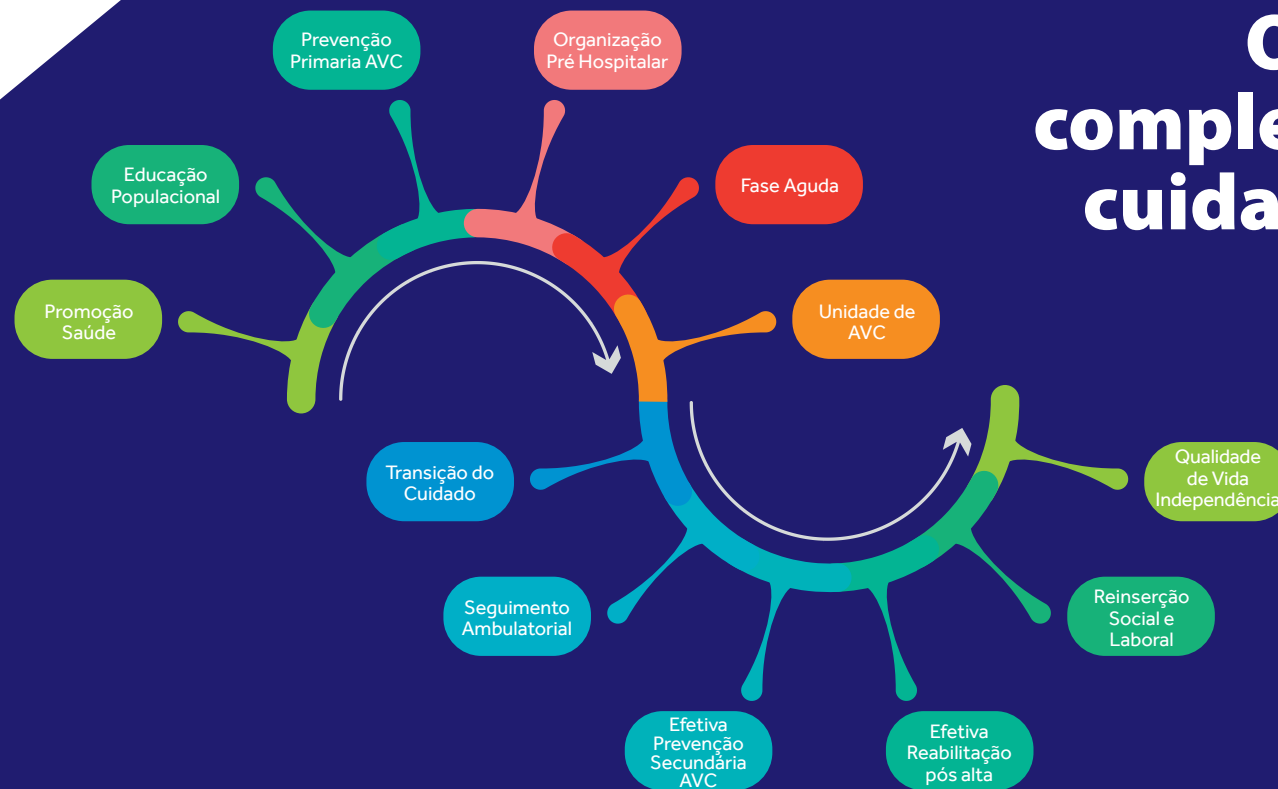 Prevenção
Primaria AVC
Organização
Pré Hospitalar
Educação
Populacional
Fase Aguda
Promoção
Saúde
Unidade de
AVC
Transição do
Cuidado
Qualidade
de Vida
Independência
Seguimento
Ambulatorial
Reinserção
Social e
Laboral
Efetiva
Prevenção
Secundária
AVC
Efetiva
Reabilitação
pós alta